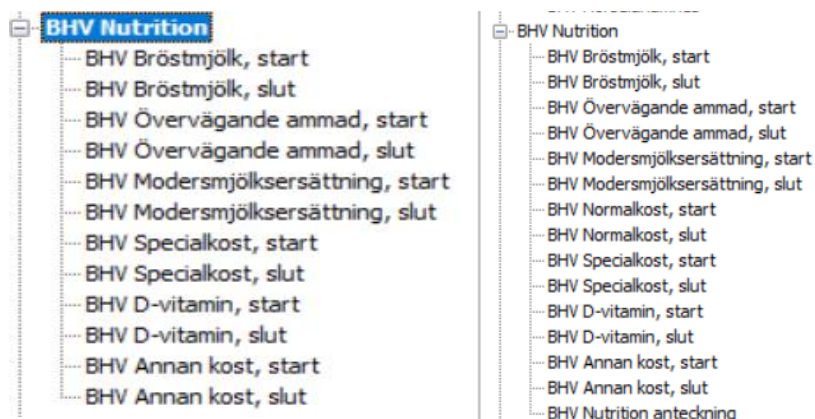 BHV Nutrition
BHV Bröstmjölk, start
BHV Bröstmjölk, slut
BHV Övervägande ammad, start
BHV Övervägande ammad, slut
BHV Modersmjölksersättning, start
BHV Modersmjölksersättning, slut
BHV Specialkost, start
BHV Specialkost, slut
BHV D-vitamin, start
BHV D-vitamin, slut
BHV Annan kost, start
BHV Annan kost, slut
BHV Nutrition
BHV Bröstmjölk, start
BHV Bröstmjölk, slut
BHV Övervägande ammad, start
BHV Övervägande ammad, slut
BHV Modersmjölksersättning, start
BHV Modersmjölksersättning, slut
BHV Normalkost, start
BHV Normalkost, slut
BHV Specialkost, start
BHV Specialkost, slut
BHV D-vitamin, start
BHV D-vitamin, slut
BHV Annan kost, start
BHV Annan kost, slut
BHV Nutrition anteckning